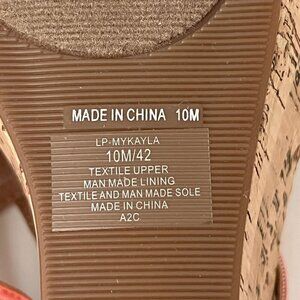 MADE IN CHINA 10M
LP-MYKAYLA
10M/42
TEXTILE UPPER
MAN MADE LINING
TEXTILE AND MAN MADE SOLE
MADE IN CHINA
A2C